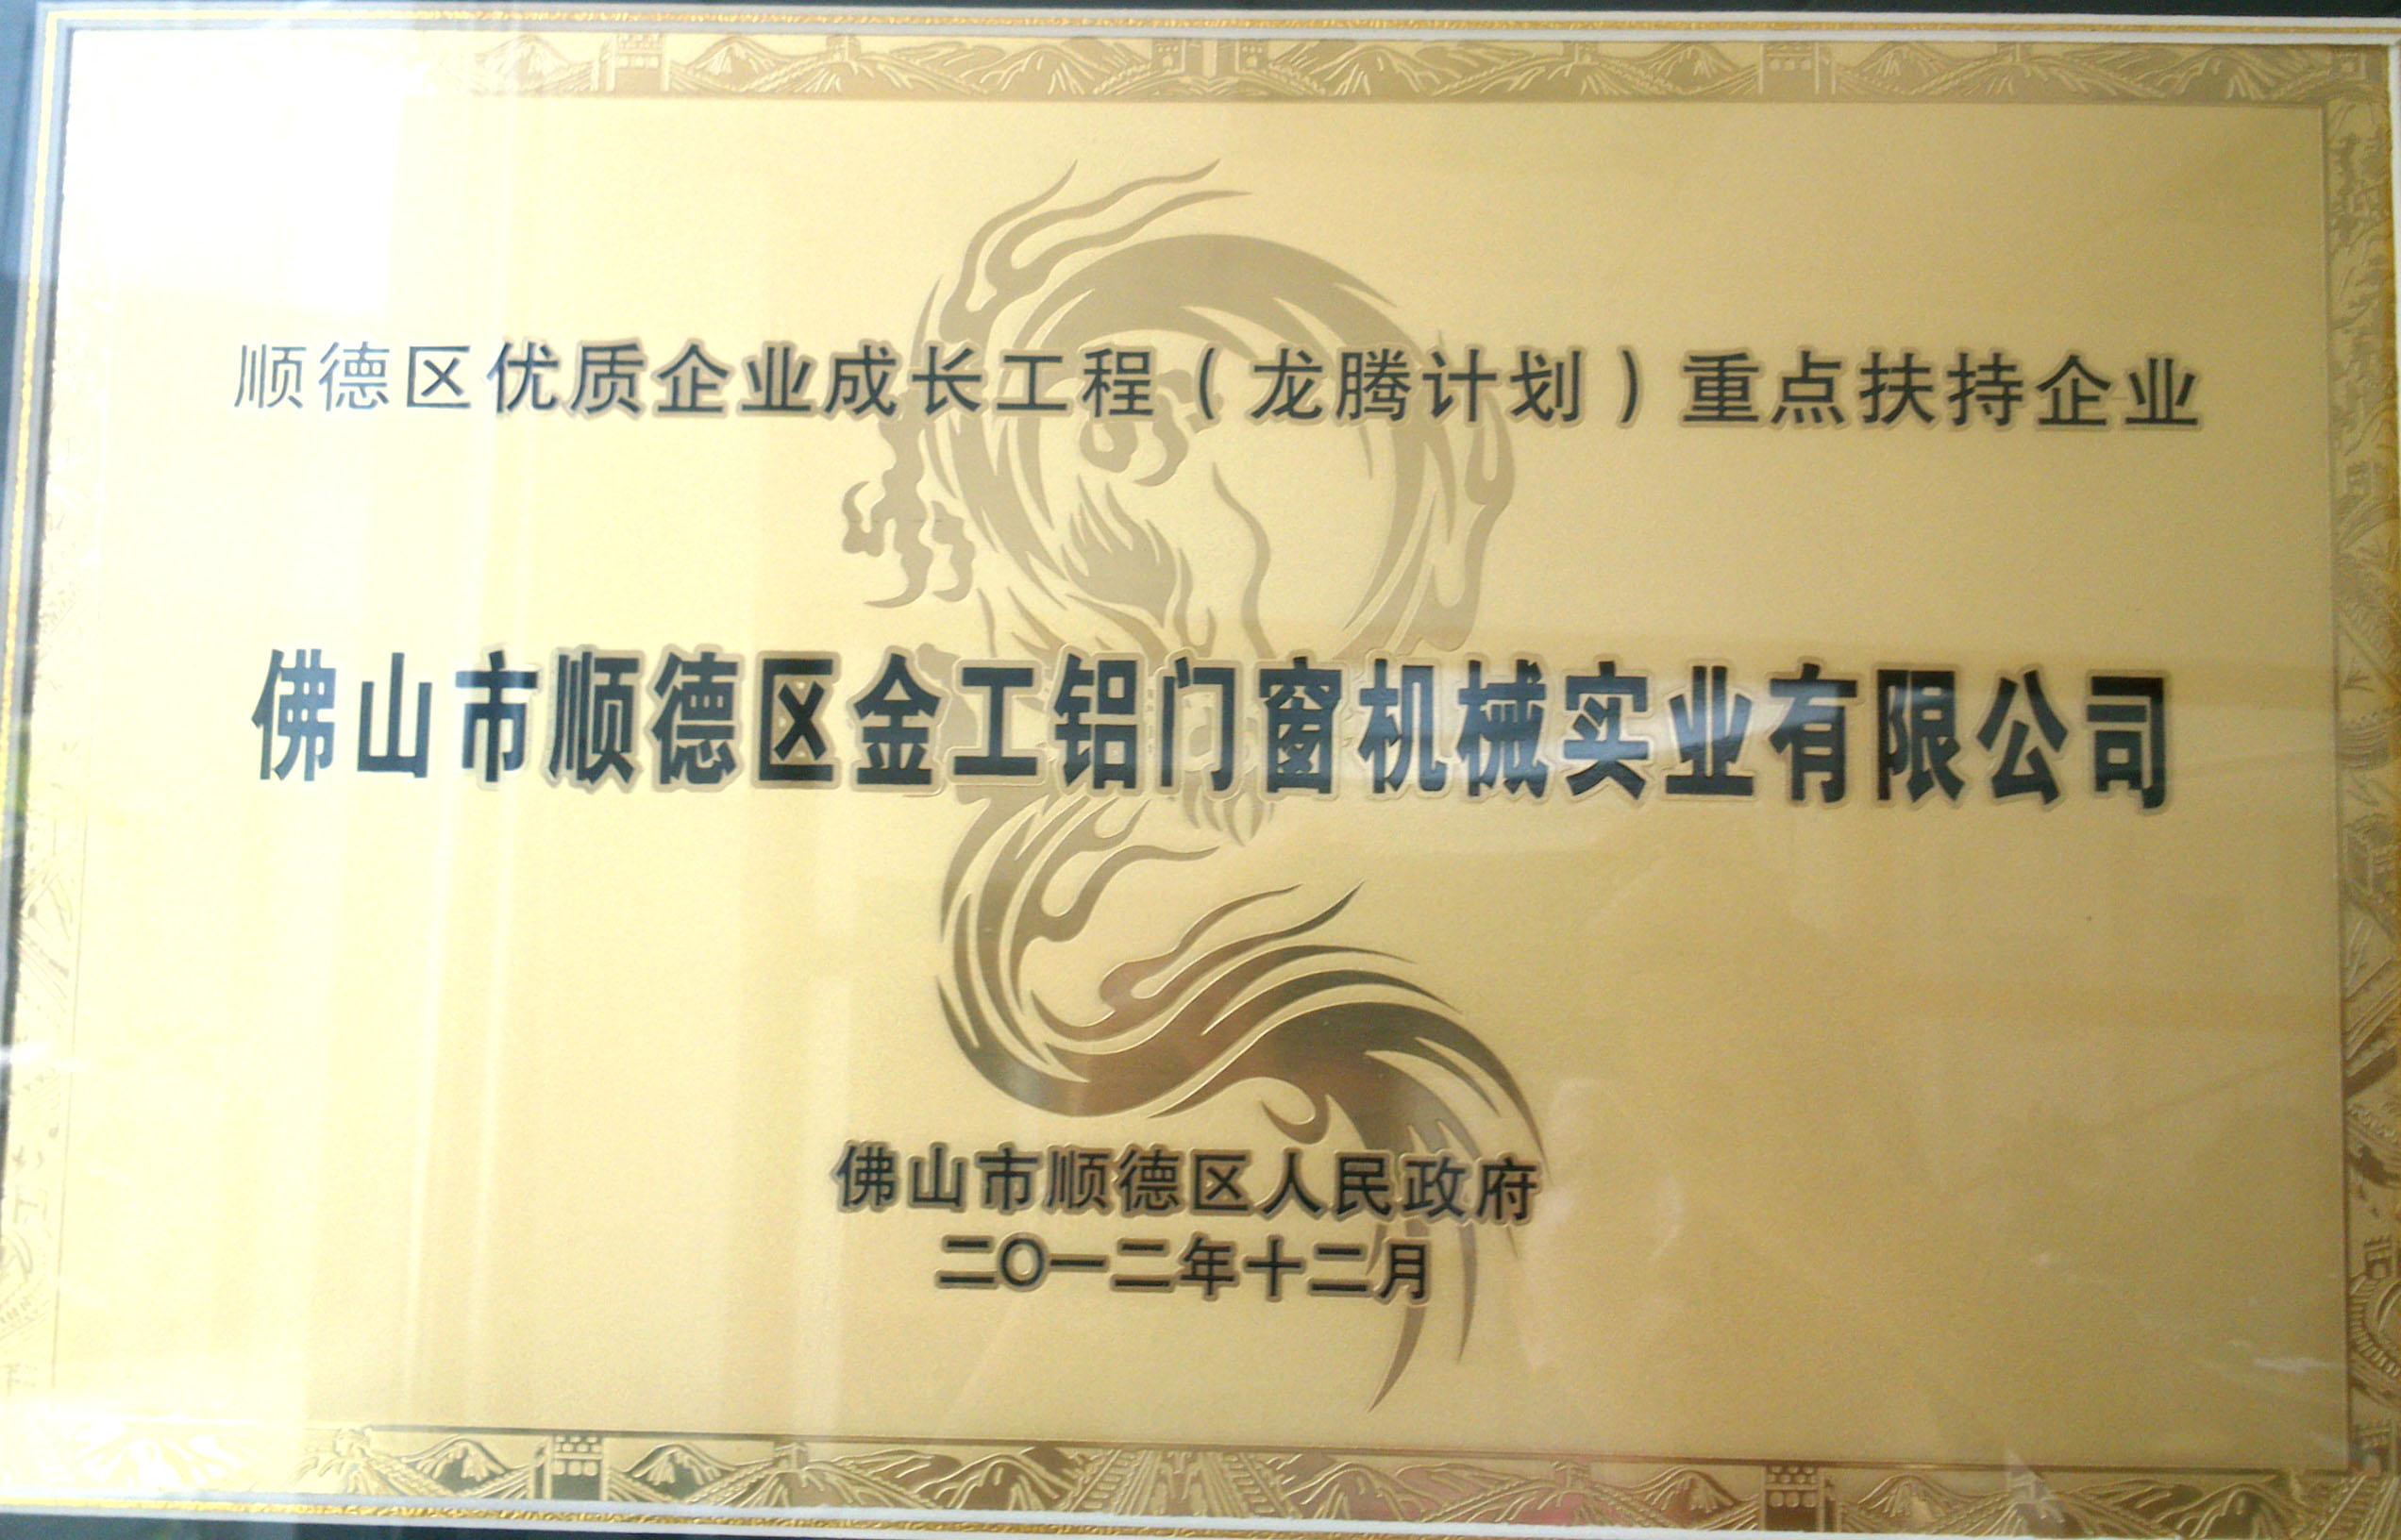 顺德区优质企业成长工程（龙腾计划）重点扶持企业
佛山市顺德区金工铝门窗机械实业有限公司
佛山市顺德区人民政府
二〇一二年十二月